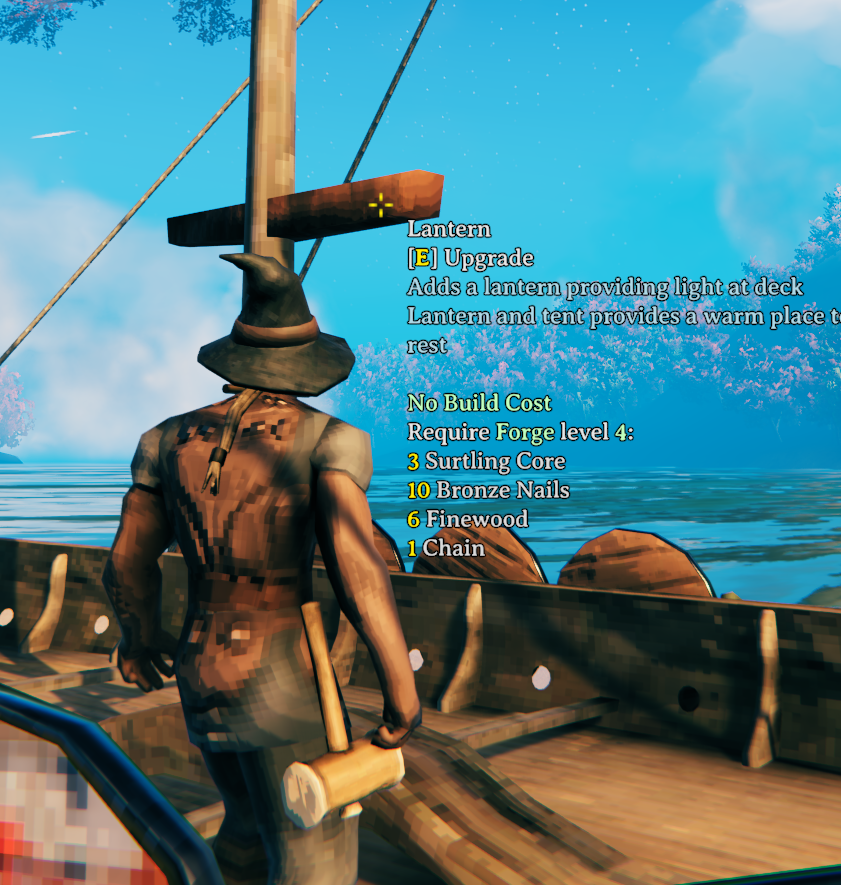 Lantern
[E] Upgrade
Adds a lantern providing light at deck
Lantern and tent provides a warm place to
rest
No Build Cost
Require Forge level 4:
3 Surtling Core
10 Bronze Nails
6 Finewood
1 Chain